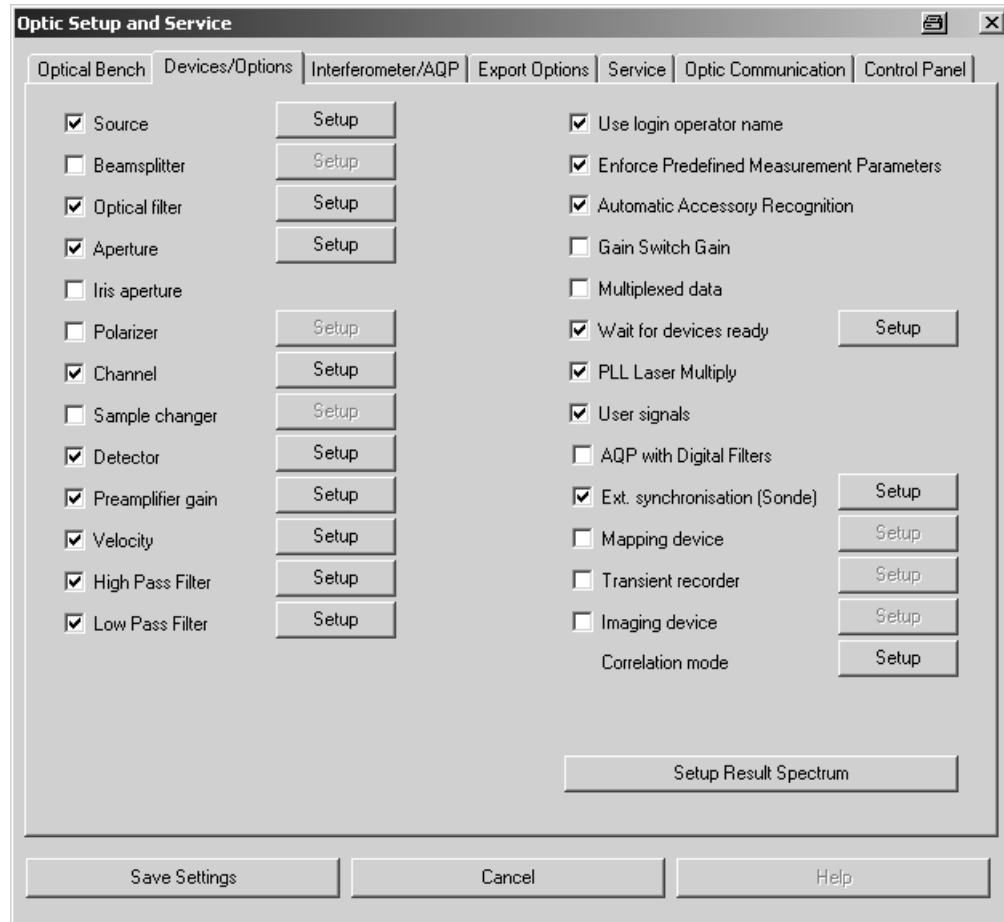 Optic Setup and Service
Optical Bench Devices/Options Interferometer/AQP Export Options Service Optic Communication Control Panel
Source Setup
Beamsplitter Setup
Optical filter Setup
Aperture Setup
Iris aperture
Polarizer Setup
Channel Setup
Sample changer Setup
Detector Setup
Preamplifier gain Setup
Velocity Setup
High Pass Filter Setup
Low Pass Filter Setup
Use login operator name
Enforce Predefined Measurement Parameters
Automatic Accessory Recognition
Gain Switch Gain
Multiplexed data
Wait for devices ready Setup
PLL Laser Multiply
User signals
AQP with Digital Filters
Ext. synchronisation (Sonde) Setup
Mapping device Setup
Transient recorder Setup
Imaging device Setup
Correlation mode Setup
Setup Result Spectrum
Save Settings Cancel Help